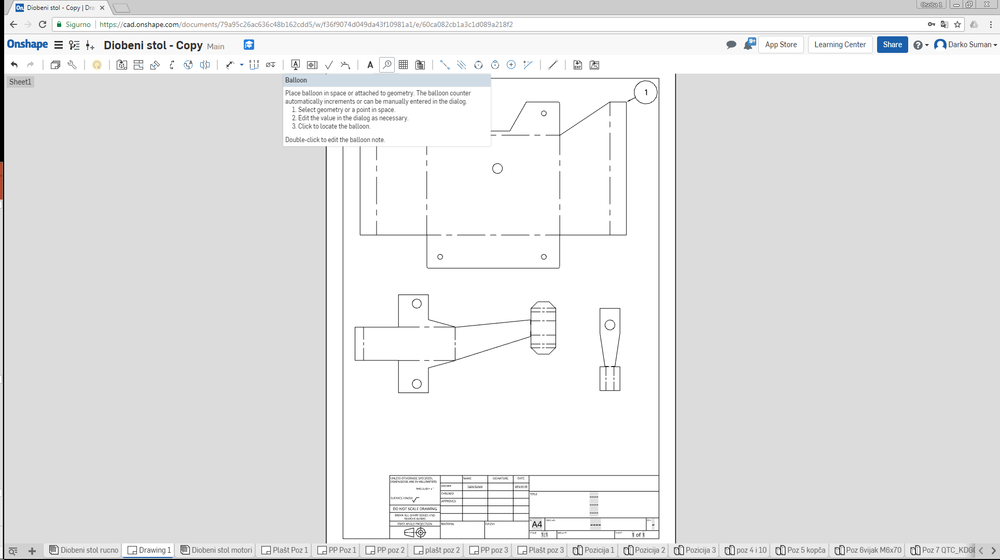 Diobeni stol - Copy | Dra
Osoba 1
Sigurno
https://cad.onshape.com/documents/79a95c26ac636c48b162cdd5/w/f36f9074d049da43f10981a1/e/60ca082cb1a3c1d089a218f2
Onshape
Diobeni stol - Copy Main
9+
App Store
Learning Center
Share
Darko Suman
Sheet1
Balloon
Place balloon in space or attached to geometry. The balloon counter
automatically increments or can be manually entered in the dialog.
1. Select geometry or a point in space.
2. Edit the value in the dialog as necessary.
3. Click to locate the balloon.
Double-click to edit the balloon note.
1
UNLESS OTHERWISE SPECIFIED,
DIMENSIONS ARE IN MILLIMETERS
SURFACE FINISH
DO NOT SCALE DRAWING
BREAK ALL SHARP EDGES AND
REMOVE BURRS
FIRST ANGLE PROJECTION
NAME SIGNATURE DATE
DRAWN Darko Suman
CHECKED
APPROVED
MATERIAL FINISH
TITLE
----
----
----
A4 DWG NO. ---- REV. -
SCALE 1:1 WEIGHT SHEET 1 of 1
Diobeni stol rucno
Drawing 1
Diobeni stol motori
Plašt Poz 1
PP Poz 1
PP poz 2
plašt poz 2
PP poz 3
Plašt poz 3
Pozicija 1
Pozicija 2
Pozicija 3
poz 4 i 10
Poz 5 kopča
Poz 6vijak M6x70
Poz 7 QTC_KDG